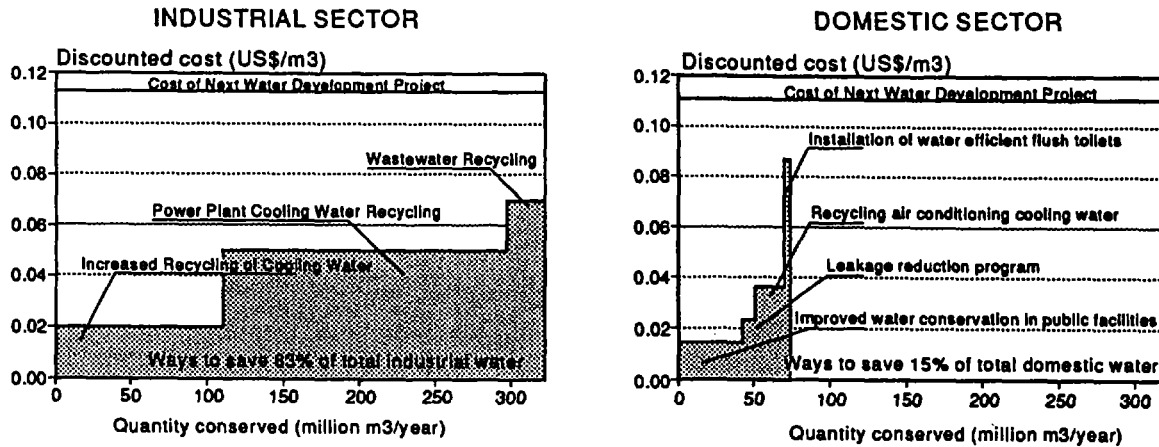 INDUSTRIAL SECTOR
Discounted cost (US$/m3)
0.12
Cost of Next Water Development Project
0.10
Wastewater Recycling
0.08
Power Plant Cooling Water Recycling
0.06
Increased Recycling of Cooling Water
0.04
0.02
Ways to save 83% of total industrial water
0.00
0 50 100 150 200 250 300
Quantity conserved (million m3/year)
DOMESTIC SECTOR
Discounted cost (US$/m3)
0.12
Cost of Next Water Development Project
0.10
Installation of water efficient flush toilets
0.08
Recycling air conditioning cooling water
0.06
Leakage reduction program
0.04
Improved water conservation in public facilities
0.02
Ways to save 15% of total domestic water
0.00
0 50 100 150 200 250 300
Quantity conserved (million m3/year)